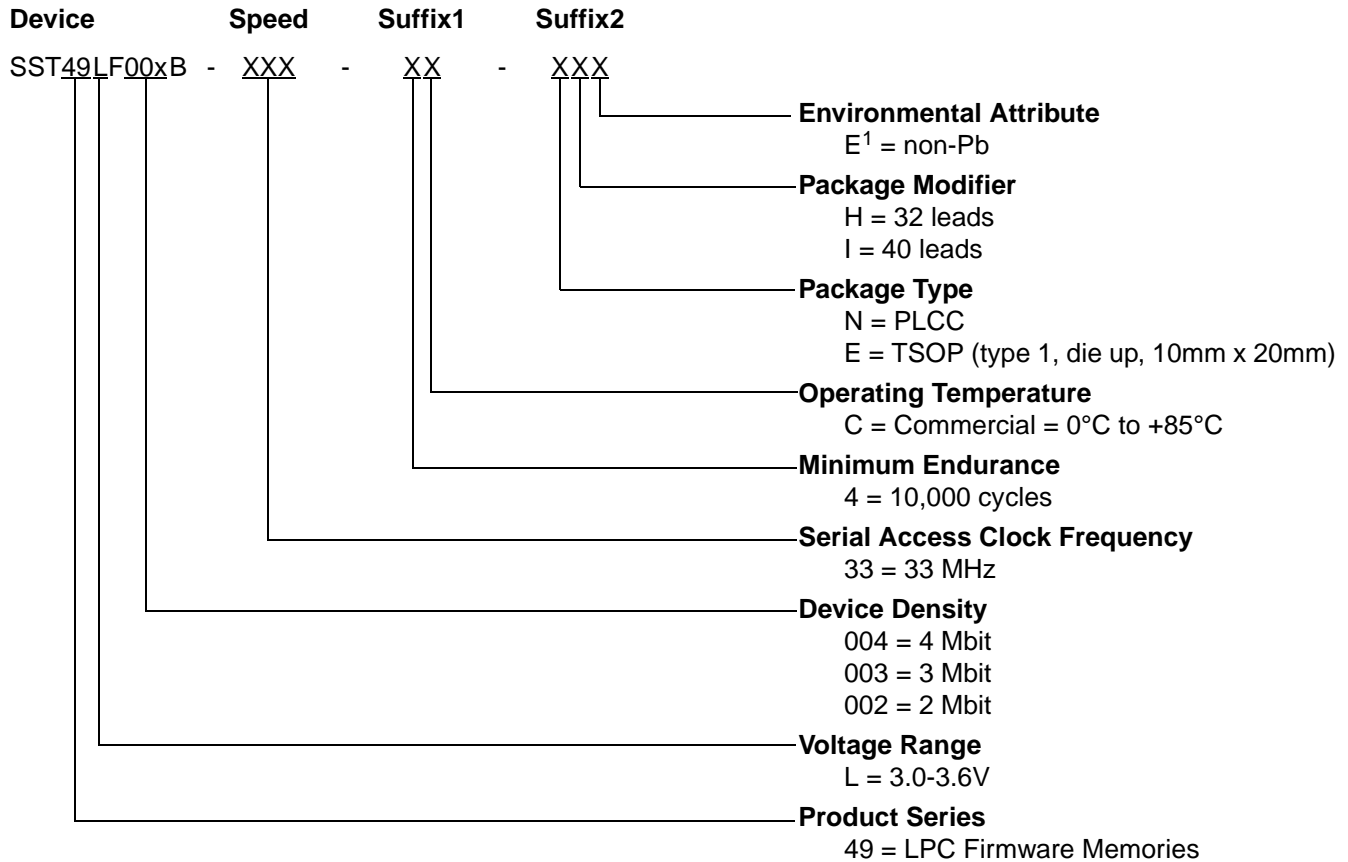 Device Speed Suffix1 Suffix2
SST49LF00xB - XXX - XX - XXX
Environmental Attribute
E1 = non-Pb
Package Modifier
H = 32 leads
I = 40 leads
Package Type
N = PLCC
E = TSOP (type 1, die up, 10mm x 20mm)
Operating Temperature
C = Commercial = 0°C to +85°C
Minimum Endurance
4 = 10,000 cycles
Serial Access Clock Frequency
33 = 33 MHz
Device Density
004 = 4 Mbit
003 = 3 Mbit
002 = 2 Mbit
Voltage Range
L = 3.0-3.6V
Product Series
49 = LPC Firmware Memories